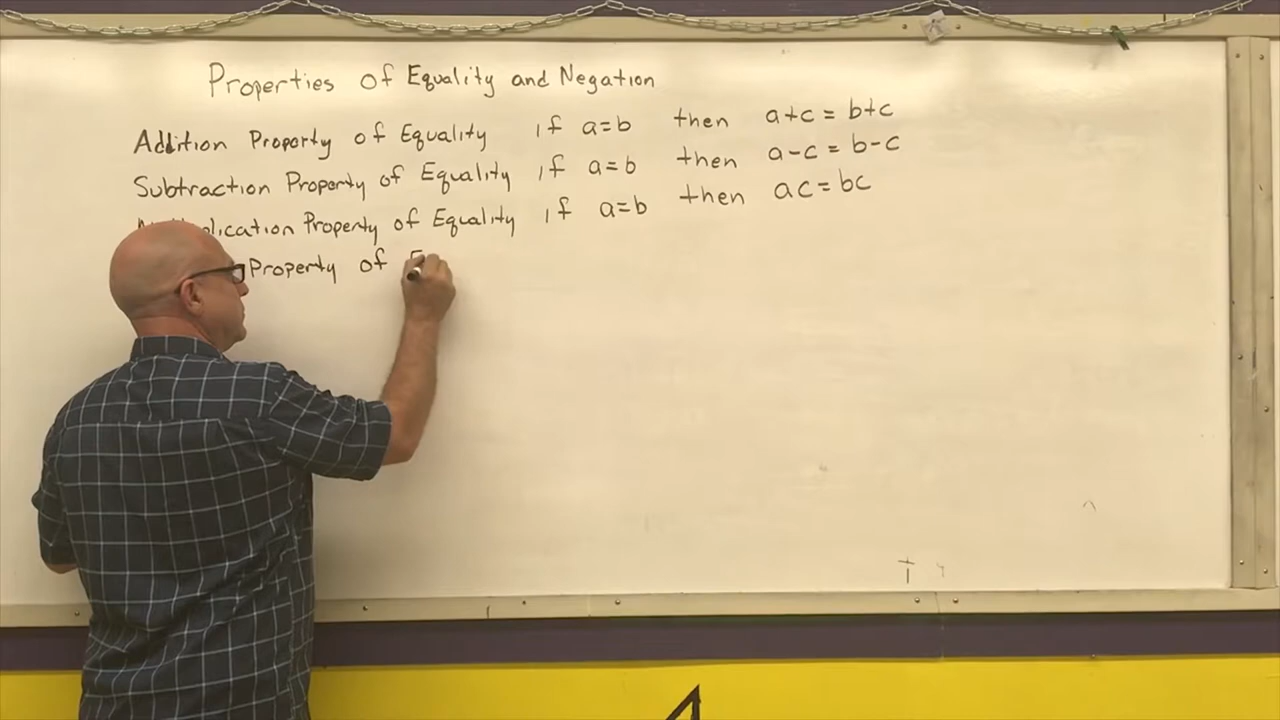 Properties of Equality and Negation
Addition Property of Equality if a=b then a+c = b+c
Subtraction Property of Equality if a=b then a-c = b-c
Property of Equality if a=b then ac = bc
Property of